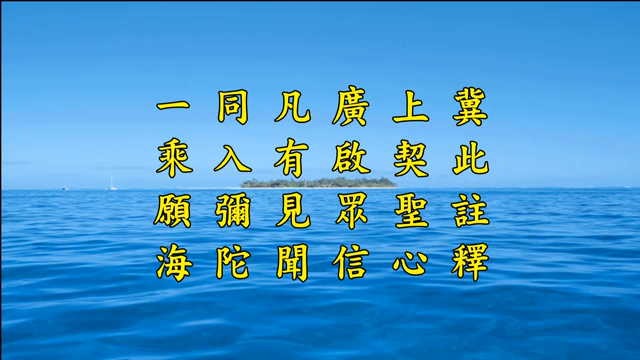 冀此註釋
上契聖心
廣啟眾信
凡有見聞
同入彌陀
一乘願海